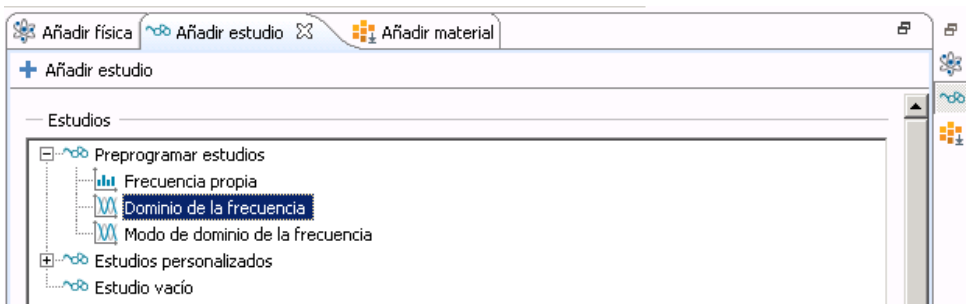 Añadir física Añadir estudio Añadir material
Añadir estudio
Estudios
Preprogramar estudios
Frecuencia propia
Dominio de la frecuencia
Modo de dominio de la frecuencia
Estudios personalizados
Estudio vacío